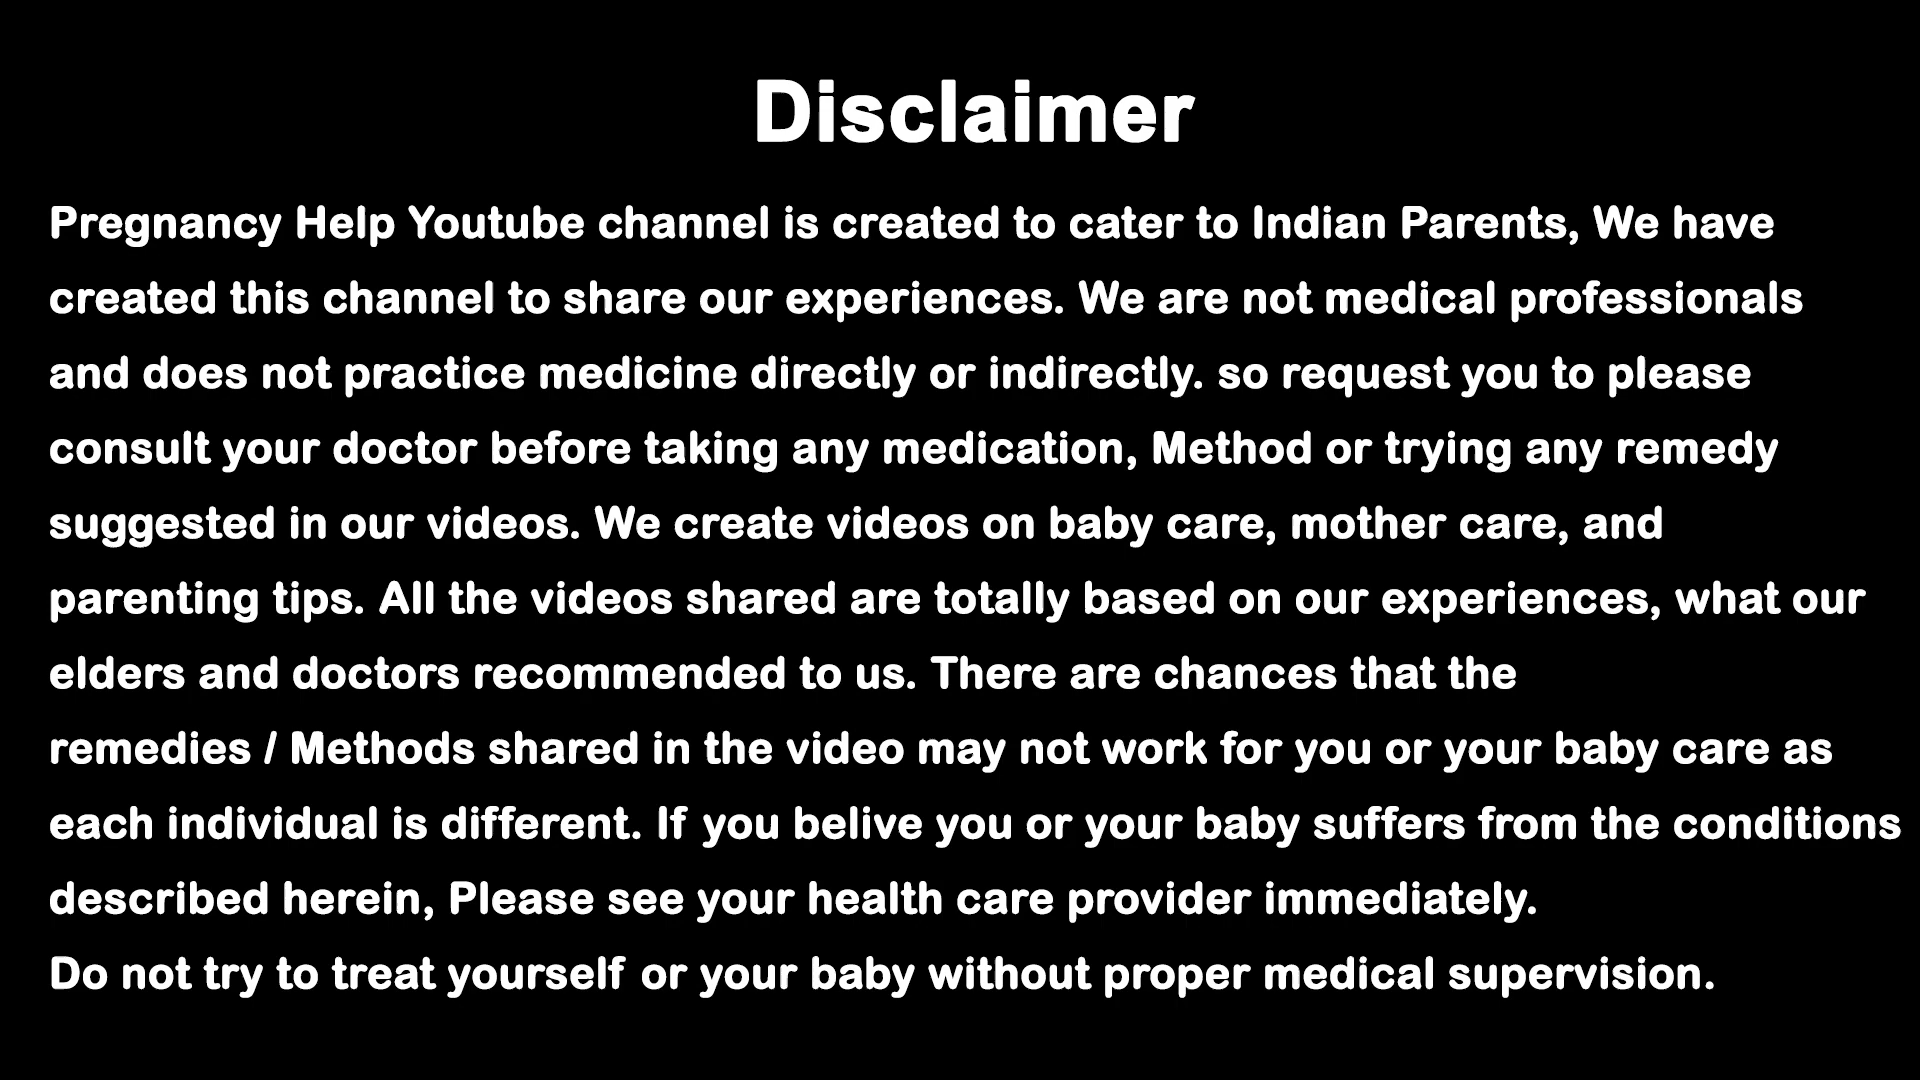 Disclaimer
Pregnancy Help Youtube channel is created to cater to Indian Parents, We have
created this channel to share our experiences. We are not medical professionals
and does not practice medicine directly or indirectly. so request you to please
consult your doctor before taking any medication, Method or trying any remedy
suggested in our videos. We create videos on baby care, mother care, and
parenting tips. All the videos shared are totally based on our experiences, what our
elders and doctors recommended to us. There are chances that the
remedies / Methods shared in the video may not work for you or your baby care as
each individual is different. If you belive you or your baby suffers from the conditions
described herein, Please see your health care provider immediately.
Do not try to treat yourself or your baby without proper medical supervision.